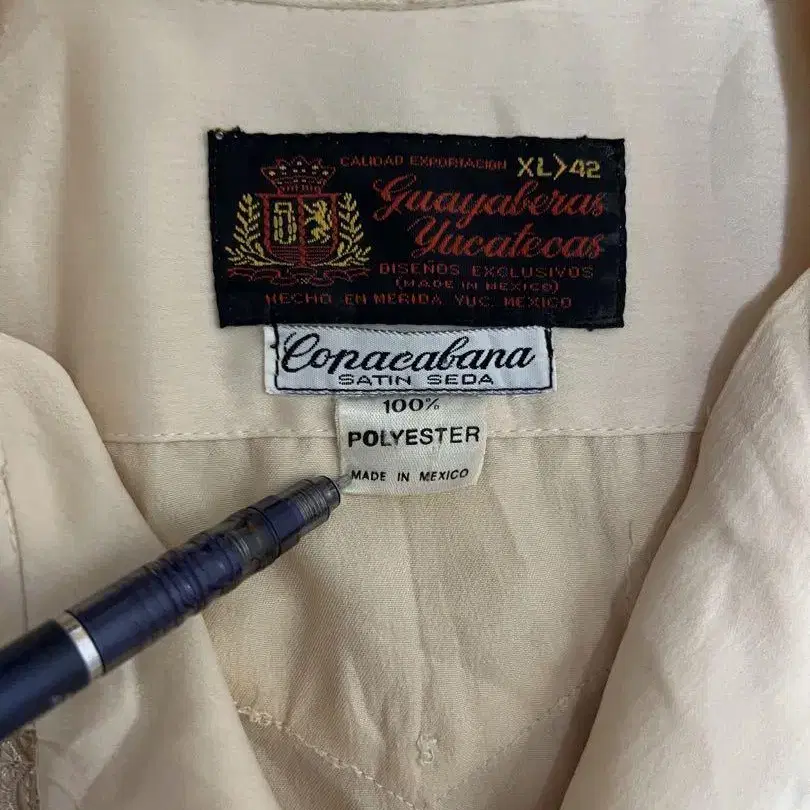 CALIDAD EXPORTACION XL>42
Guayaberas
Yucatecas
DISEÑOS EXCLUSIVOS
(MADE IN MEXICO)
HECHO EN MERIDA YUC. MEXICO
Copacabana
SATIN SEDA
100%
POLYESTER
MADE IN MEXICO